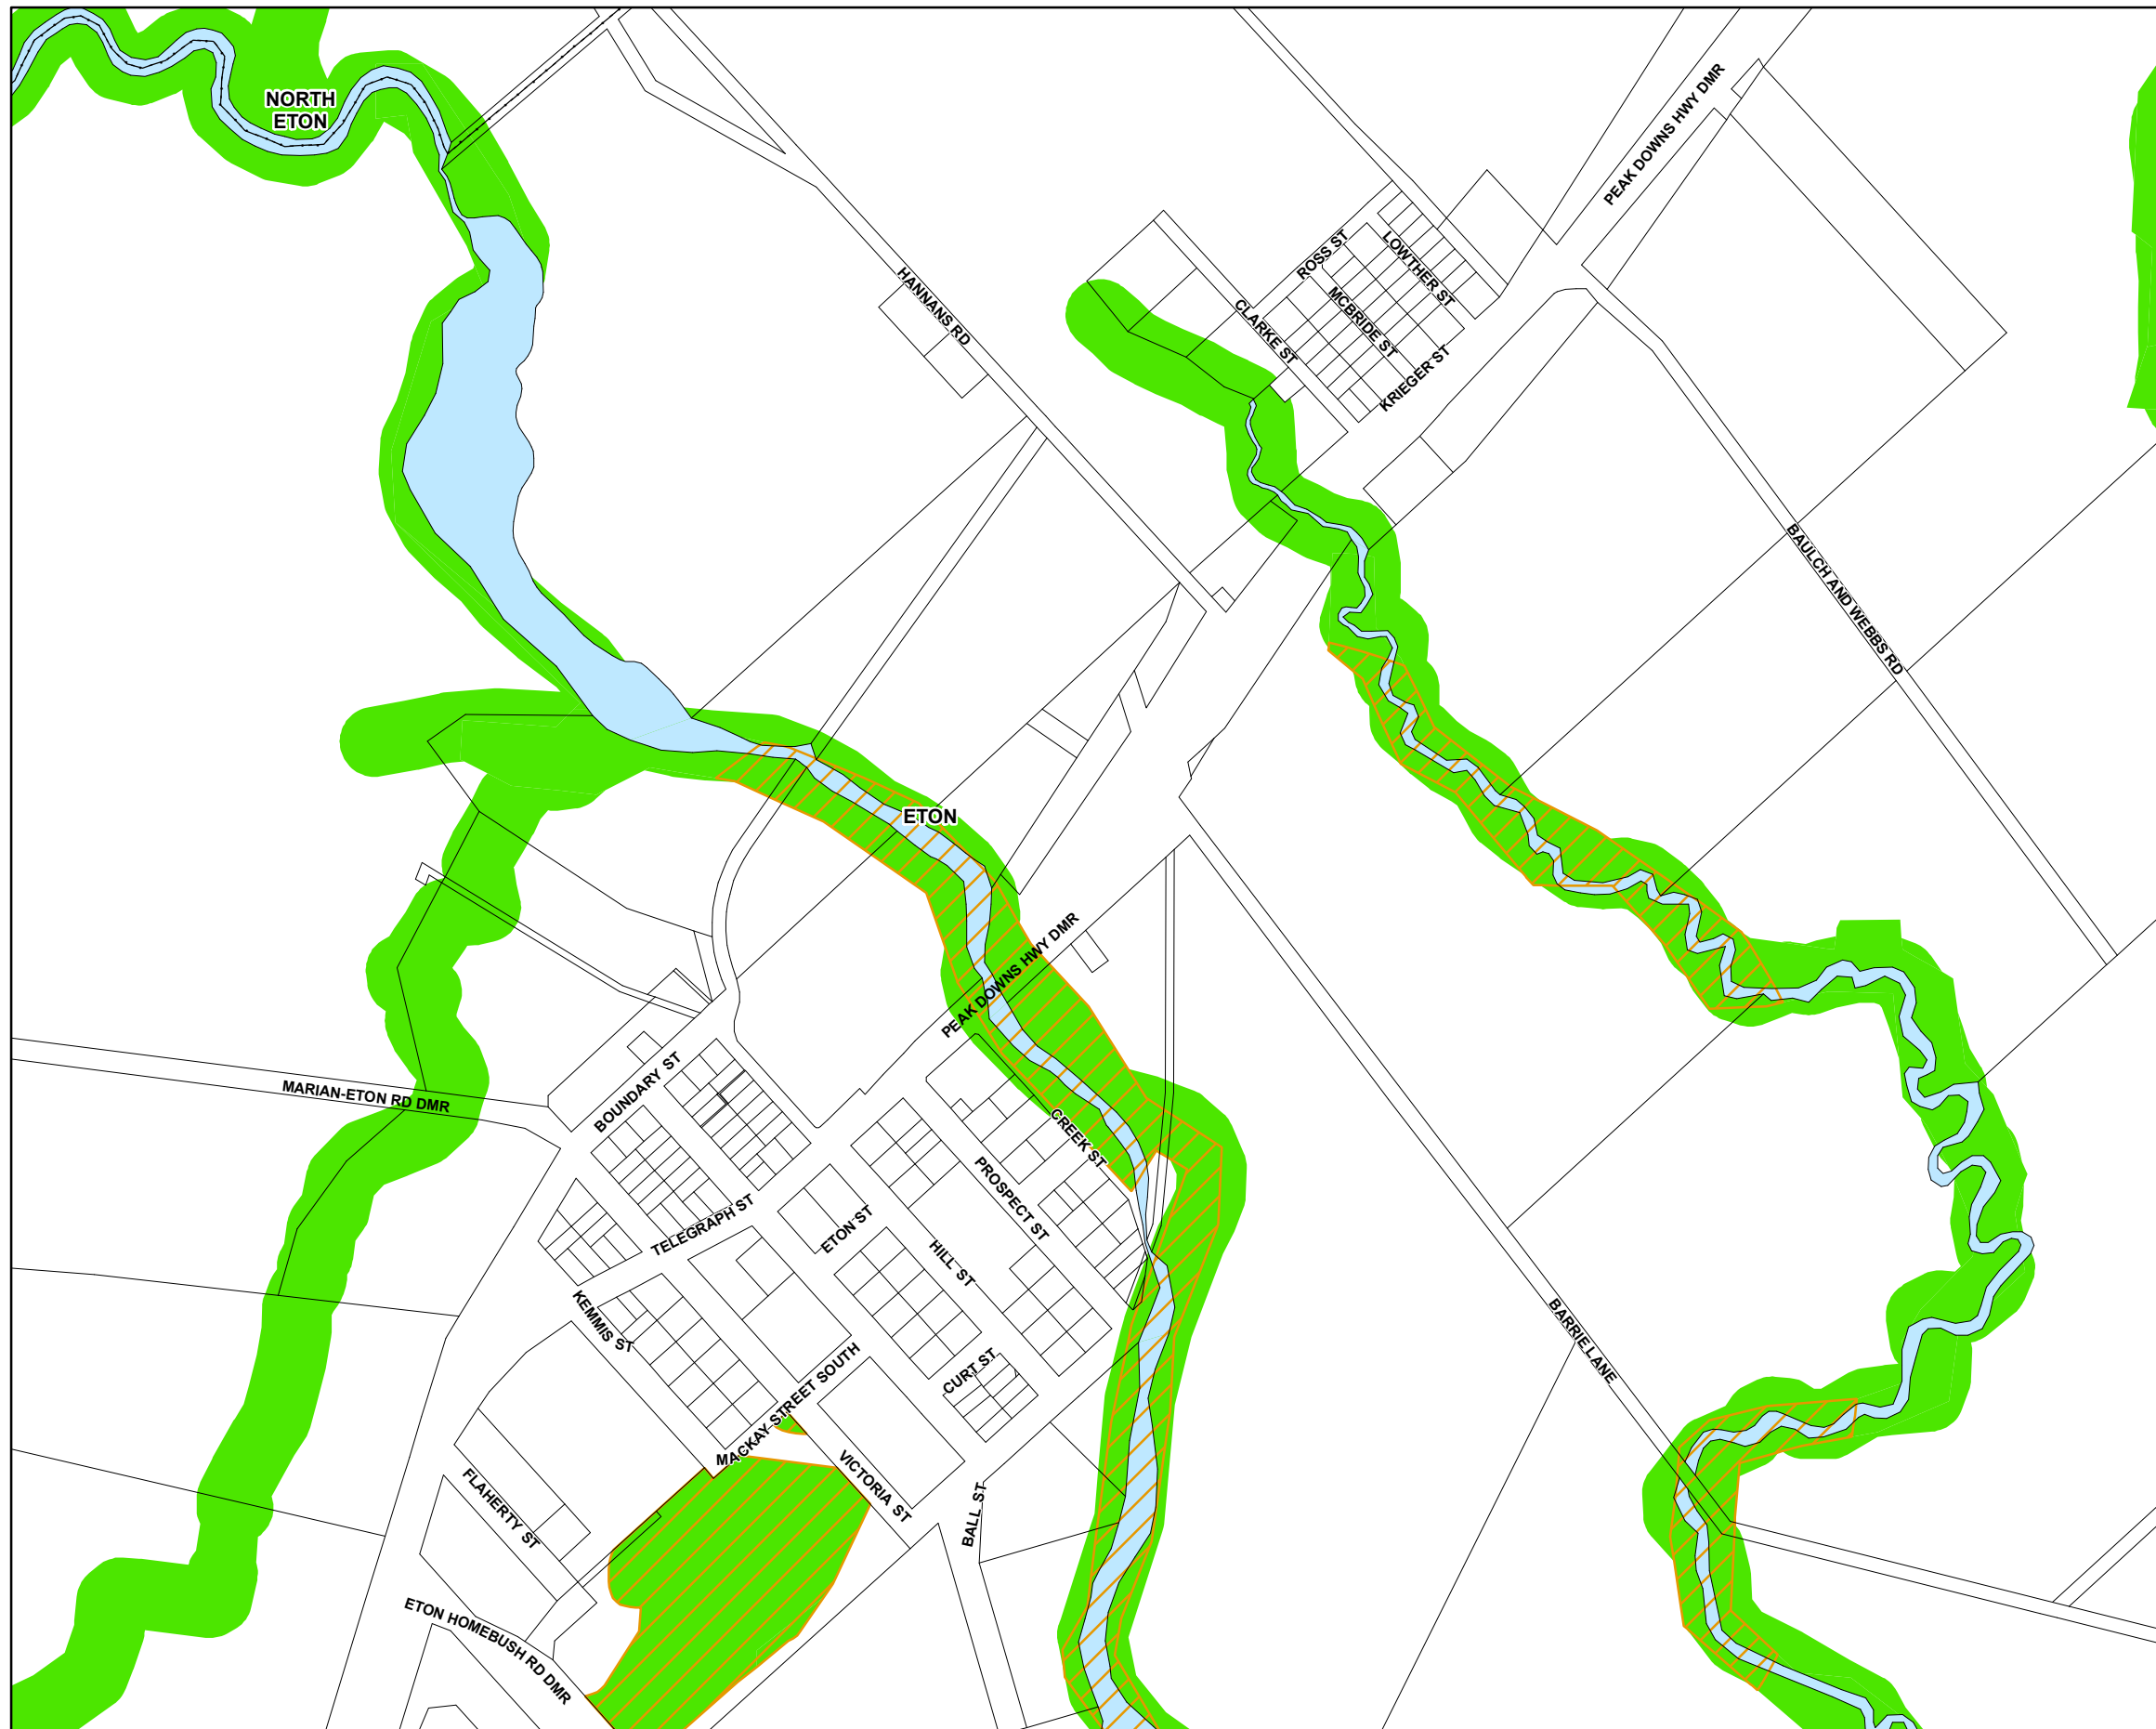 NORTH
ETON
PEAK DOWNS HWY DMR
HANNANS RD
ROSS ST
LOWTHER ST
MCBRIDE ST
CLARKE ST
KRIEGER ST
BAULCH AND WEBBS RD
ETON
PEAK DOWNS HWY DMR
MARIAN-ETON RD DMR
BOUNDARY ST
CREEK ST
PROSPECT ST
TELEGRAPH ST
ETON ST
HILL ST
KEMMIS ST
BARRIE LANE
CURT ST
MACKAY STREET SOUTH
VICTORIA ST
FLAHERTY ST
BALL ST
ETON HOMEBUSH RD DMR